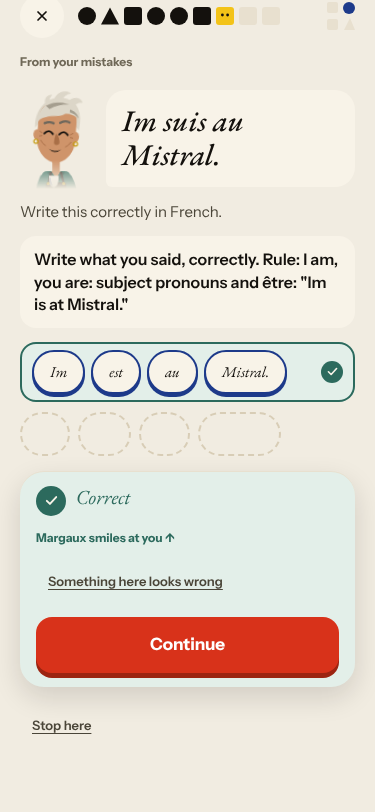 From your mistakes
Im suis au
Mistral.
Write this correctly in French.
Write what you said, correctly. Rule: I am,
you are: subject pronouns and être: "Im
is at Mistral."
Im est au Mistral.
Correct
Margaux smiles at you ↑
Something here looks wrong
Continue
Stop here